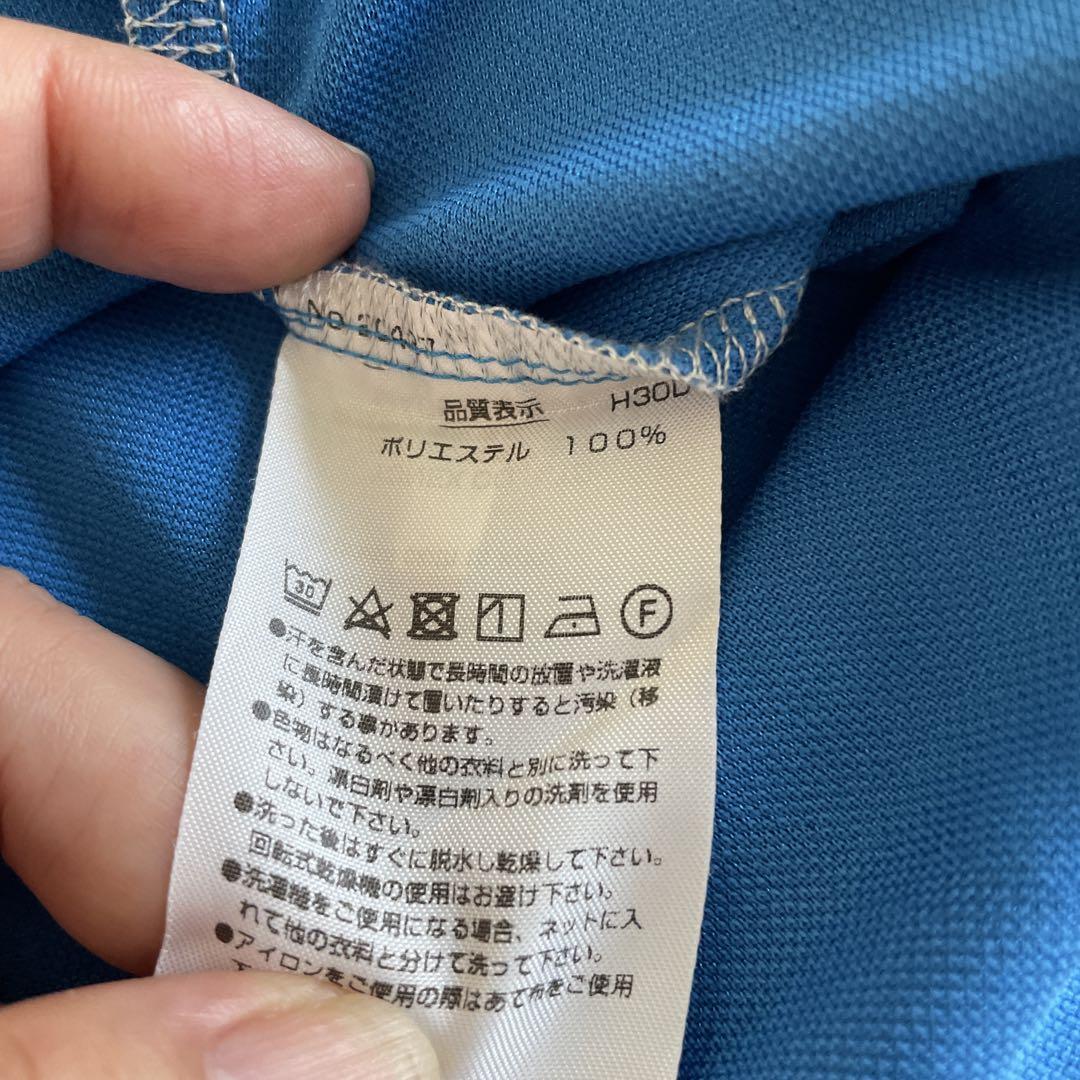 品質表示 H30
ポリエステル 100%
30
F
●汗を含んだ状態で長時間の放置や洗濯液
に長時間漬けて置いたりすると汚染(移
染)する事があります。
●色物はなるべく他の衣料と別に洗って下
さい。漂白剤や漂白剤入りの洗剤を使用
しないで下さい。
●洗った後はすぐに脱水し乾燥して下さい。
回転式乾燥機の使用はお避け下さい。
●洗濯機をご使用になる場合、ネットに入
れて他の衣料と分けて洗って下さい。
●アイロンをご使用の際はあて布をご使用